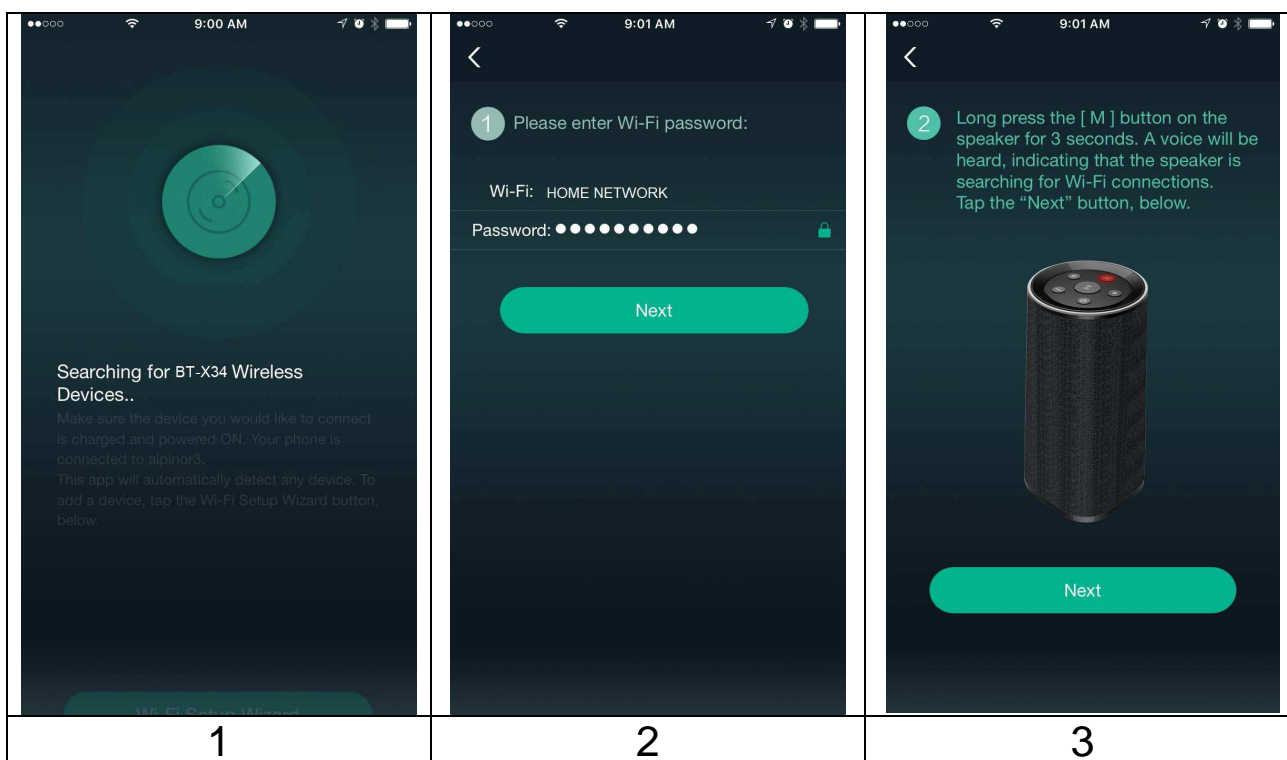 9:00 AM
Searching for BT-X34 Wireless
Devices..
Make sure the device you would like to connect
is charged and powered ON. Your phone is
connected to alpinor3.
This app will automatically detect any device. To
add a device, tap the Wi-Fi Setup Wizard button,
below.
Wi-Fi Setup Wizard
1
9:01 AM
1 Please enter Wi-Fi password:
Wi-Fi: HOME NETWORK
Password: ●●●●●●●●●●
Next
2
9:01 AM
2 Long press the [ M ] button on the
speaker for 3 seconds. A voice will be
heard, indicating that the speaker is
searching for Wi-Fi connections.
Tap the “Next” button, below.
Next
3